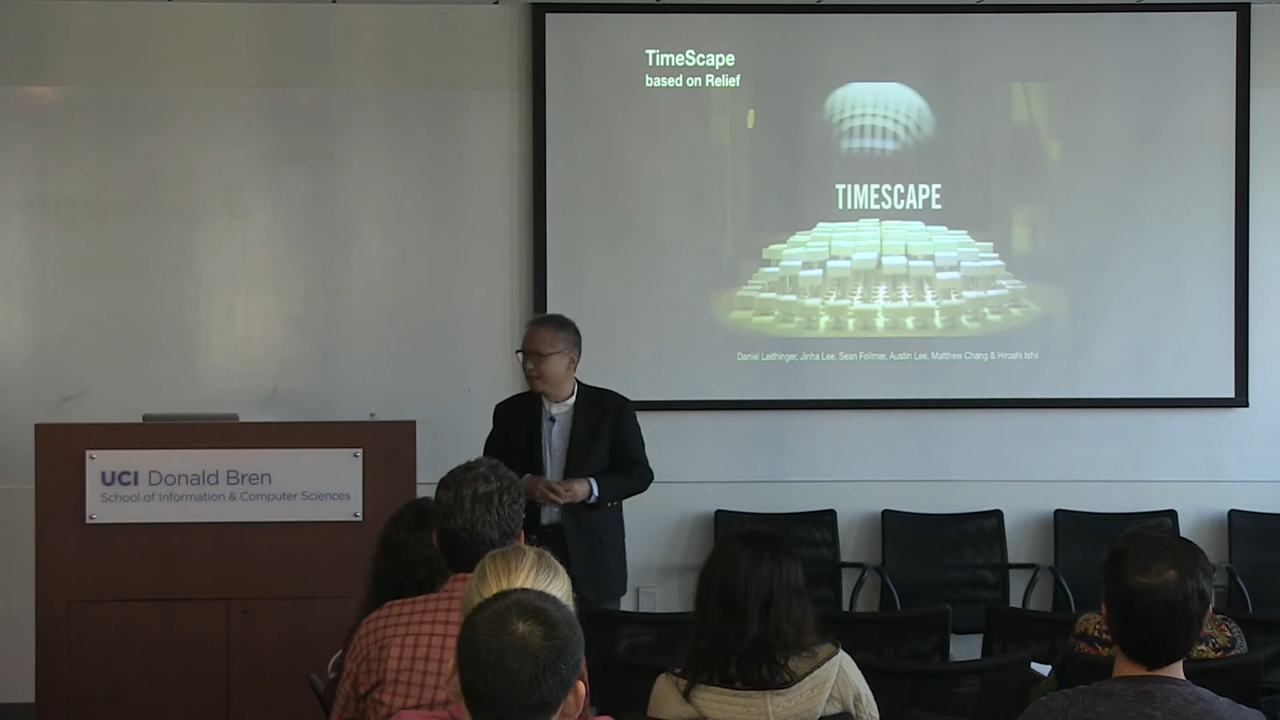 TimeScape
based on Relief
TIMESCAPE
Daniel Leithinger, Jinha Lee, Sean Follmer, Austin Lee, Matthew Chang & Hiroshi Ishii
UCI Donald Bren
School of Information & Computer Sciences